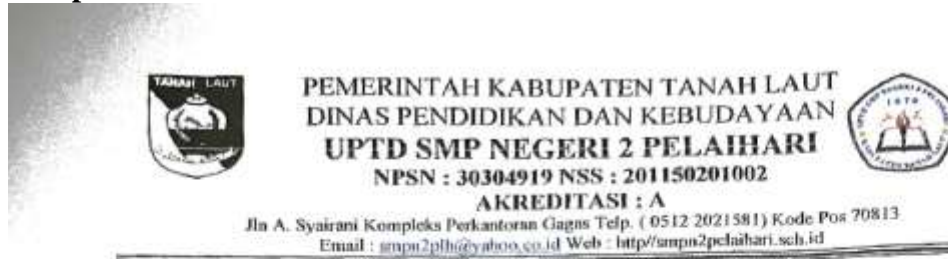 TANAH LAUT
PEMERINTAH KABUPATEN TANAH LAUT
DINAS PENDIDIKAN DAN KEBUDAYAAN
UPTD SMP NEGERI 2 PELAIHARI
NPSN : 30304919 NSS : 201150201002
AKREDITASI : A
Jln A. Syairani Kompleks Perkantoran Gagas Telp. ( 0512 2021581) Kode Pos 70813
Email : smpn2plh@yahoo.co.id Web : http//smpn2pelaihari.sch.id